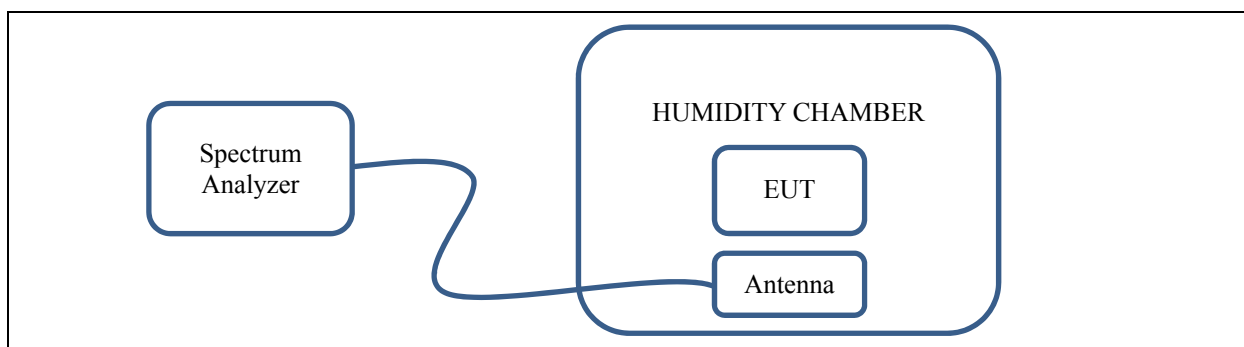 HUMIDITY CHAMBER
Spectrum
Analyzer
EUT
Antenna